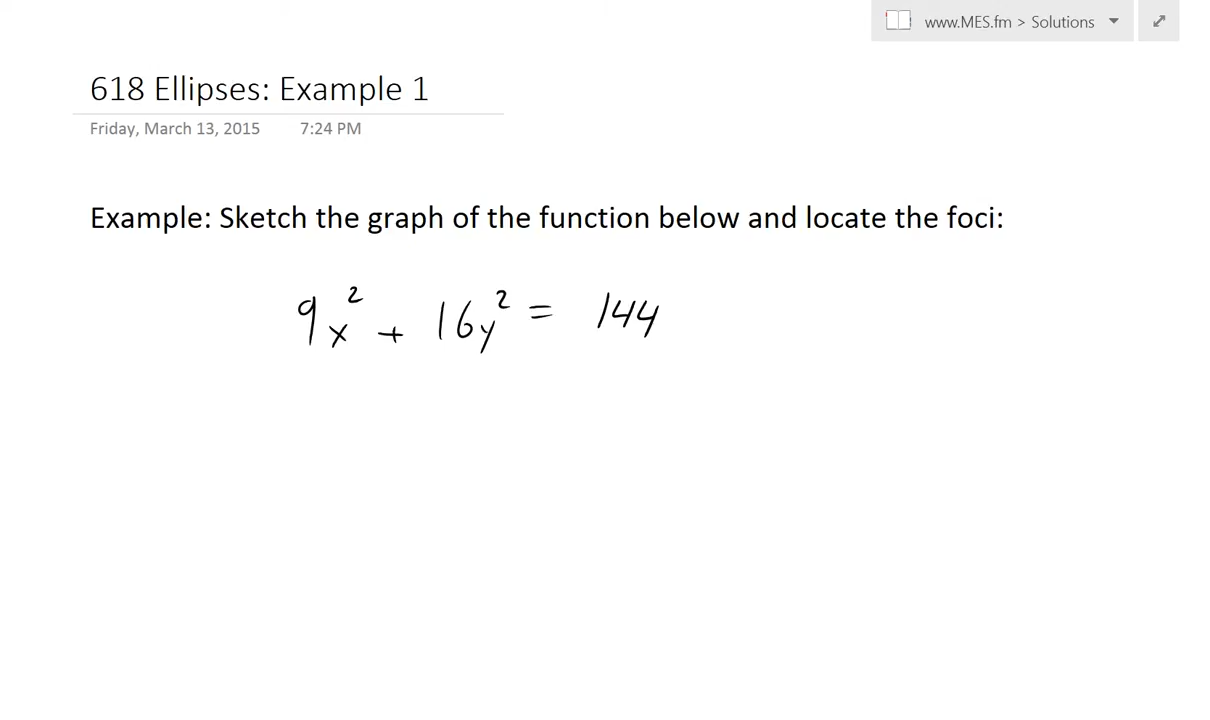 www.MES.fm > Solutions
618 Ellipses: Example 1
Friday, March 13, 2015 7:24 PM
Example: Sketch the graph of the function below and locate the foci:
9x² + 16y² = 144